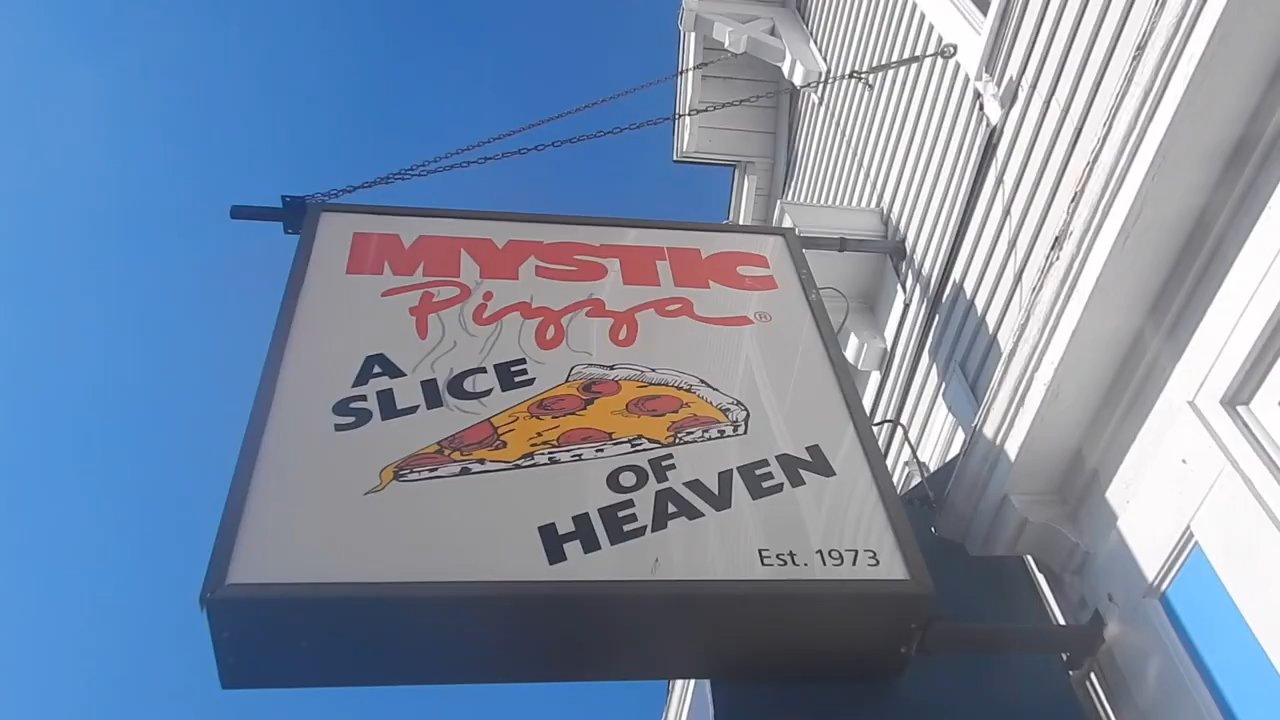 MYSTIC
Pizza ®
A
SLICE
OF
HEAVEN
Est. 1973